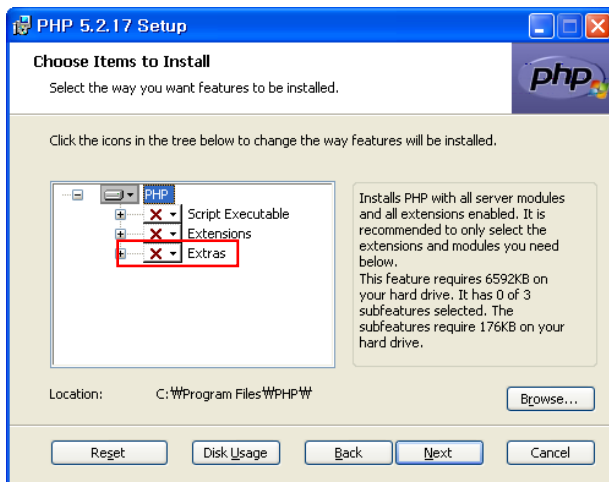 PHP 5.2.17 Setup
Choose Items to Install
Select the way you want features to be installed.
php
Click the icons in the tree below to change the way features will be installed.
PHP
Script Executable
Extensions
Extras
Installs PHP with all server modules
and all extensions enabled. It is
recommended to only select the
extensions and modules you need
below.
This feature requires 6592KB on
your hard drive. It has 0 of 3
subfeatures selected. The
subfeatures require 176KB on your
hard drive.
Location: C:₩Program Files₩PHP₩
Browse...
Reset Disk Usage Back Next Cancel